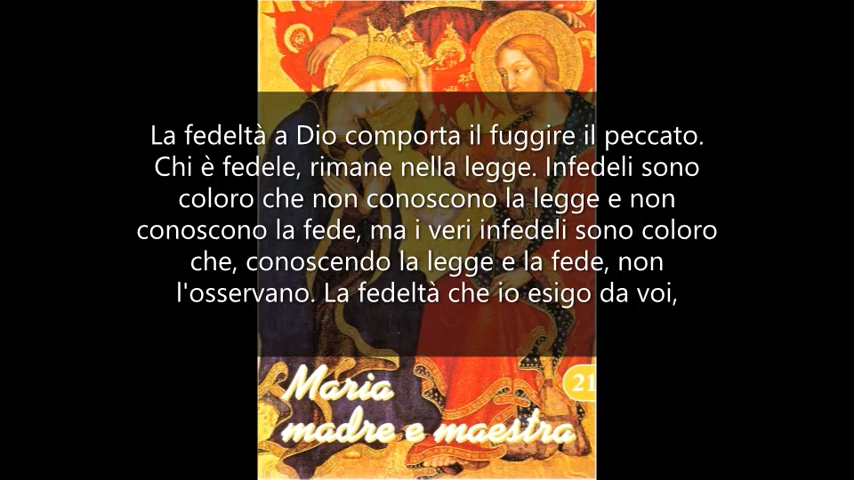 La fedeltà a Dio comporta il fuggire il peccato.
Chi è fedele, rimane nella legge. Infedeli sono
coloro che non conoscono la legge e non
conoscono la fede, ma i veri infedeli sono coloro
che, conoscendo la legge e la fede, non
l'osservano. La fedeltà che io esigo da voi,
Maria
21
madre e maestra